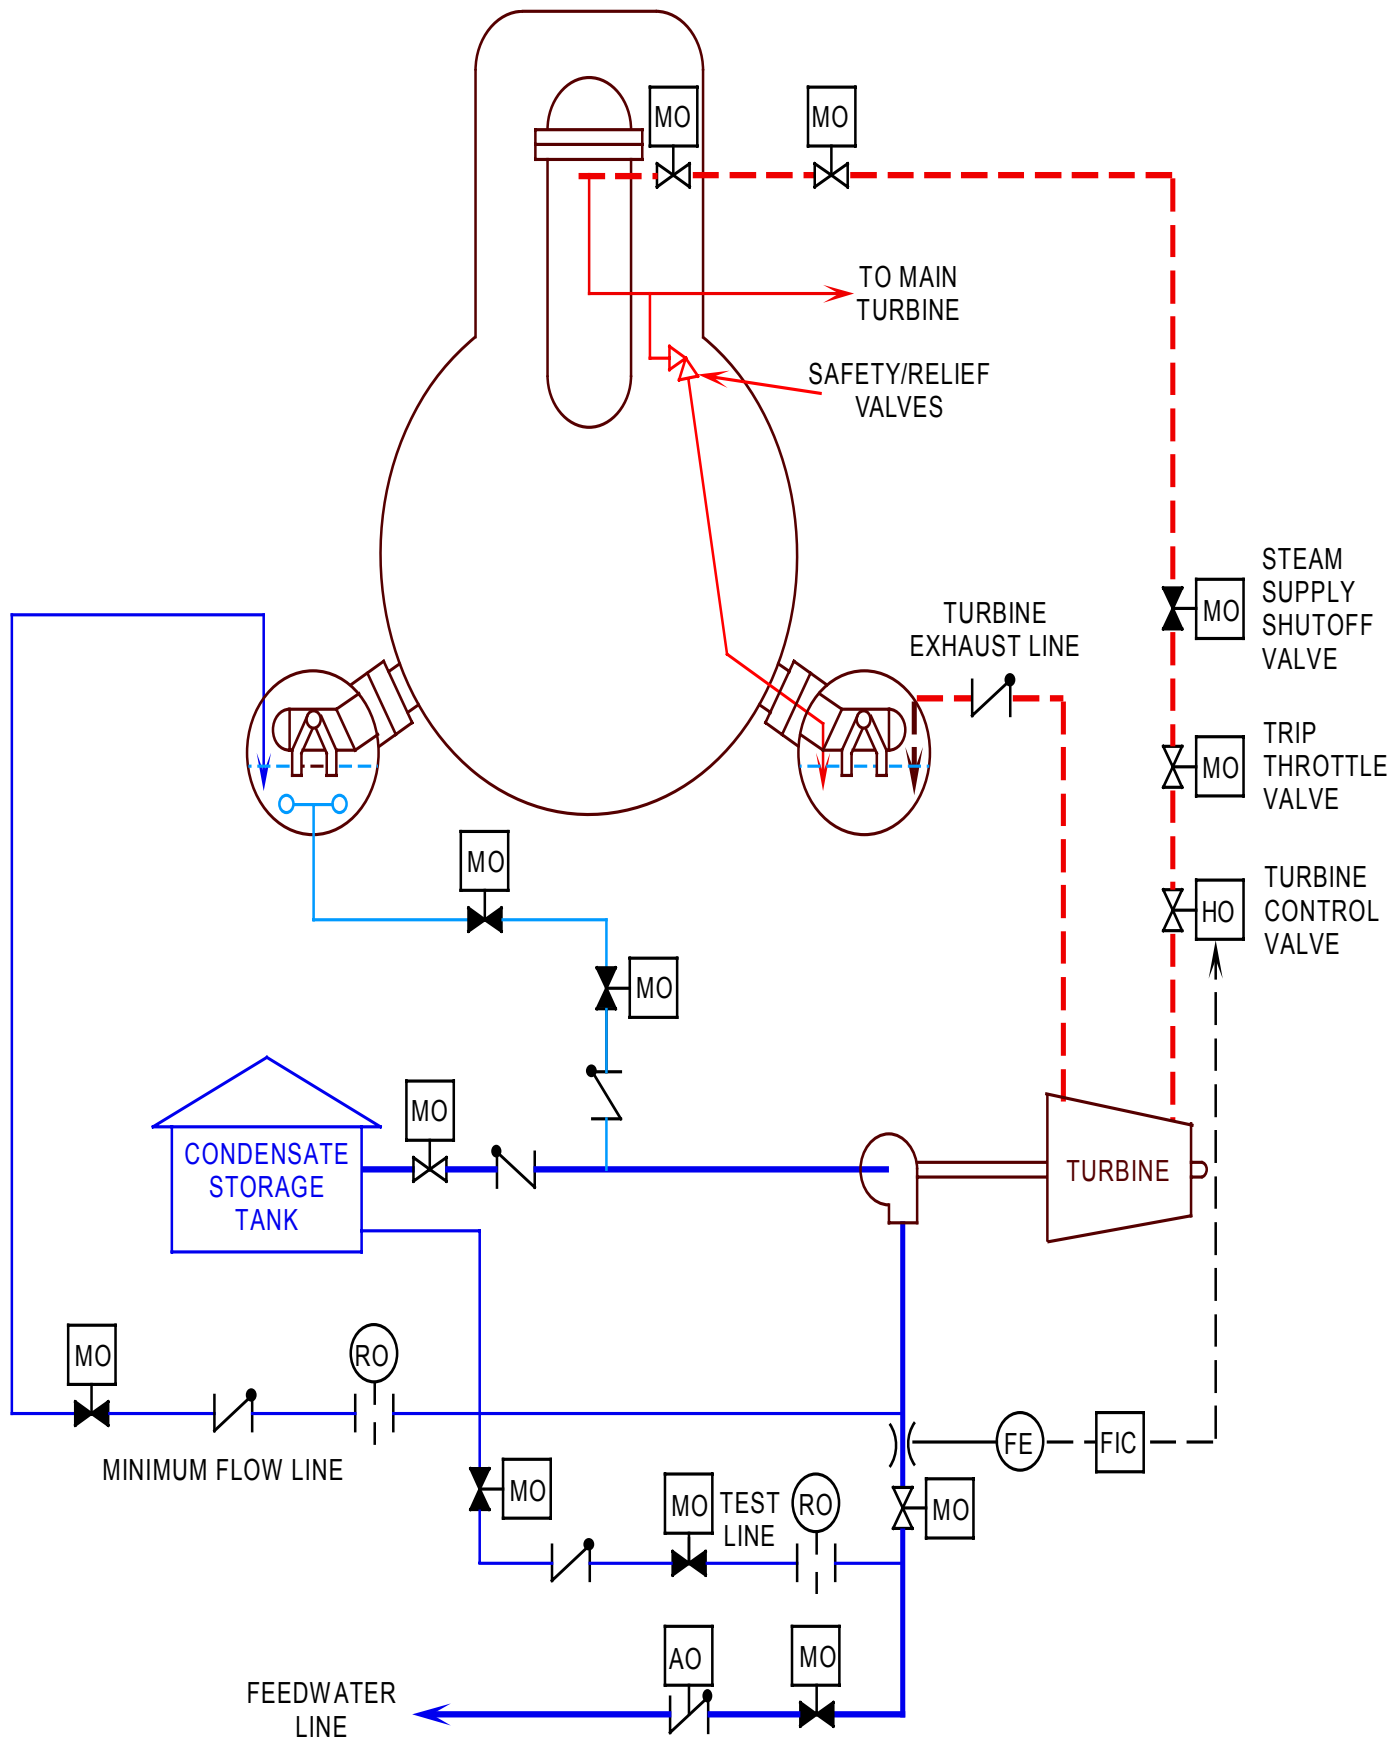 MO
MO
TO MAIN
TURBINE
SAFETY/RELIEF
VALVES
STEAM
SUPPLY
SHUTOFF
VALVE
MO
TURBINE
EXHAUST LINE
TRIP
THROTTLE
VALVE
MO
MO
TURBINE
CONTROL
VALVE
HO
MO
MO
CONDENSATE
STORAGE
TANK
TURBINE
MO
RO
MINIMUM FLOW LINE
FE
FIC
MO
MO
TEST
LINE
RO
MO
AO
MO
FEEDWATER
LINE